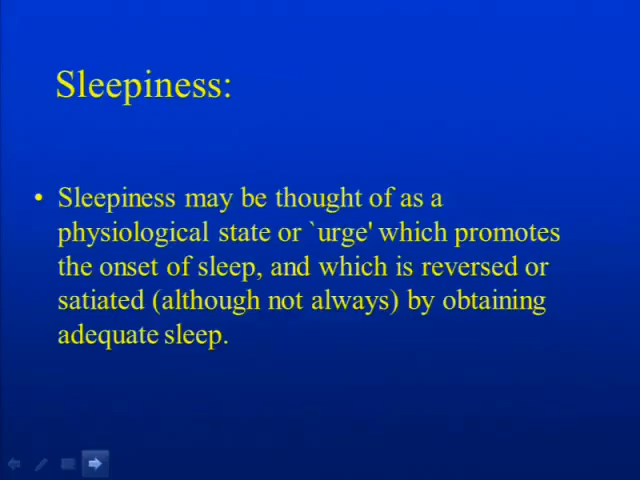 Sleepiness:
• Sleepiness may be thought of as a
physiological state or `urge' which promotes
the onset of sleep, and which is reversed or
satiated (although not always) by obtaining
adequate sleep.